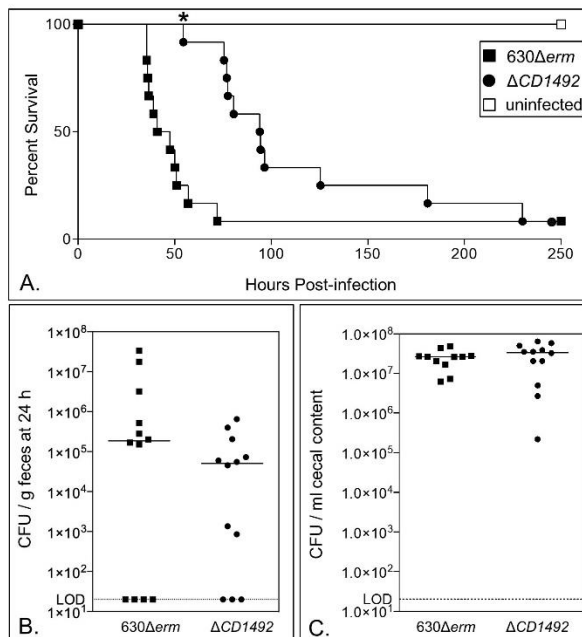 *
100
50
0
Percent Survival
0
50
100
150
200
250
Hours Post-infection
630Δerm
ΔCD1492
uninfected
A.
1×10⁸
1×10⁷
1×10⁶
1×10⁵
1×10⁴
1×10³
1×10²
LOD
1×10¹
CFU / g feces at 24 h
630Δerm
ΔCD1492
B.
1.0×10⁸
1.0×10⁷
1.0×10⁶
1.0×10⁵
1.0×10⁴
1.0×10³
1.0×10²
LOD
1.0×10¹
CFU / ml cecal content
630Δerm
ΔCD1492
C.